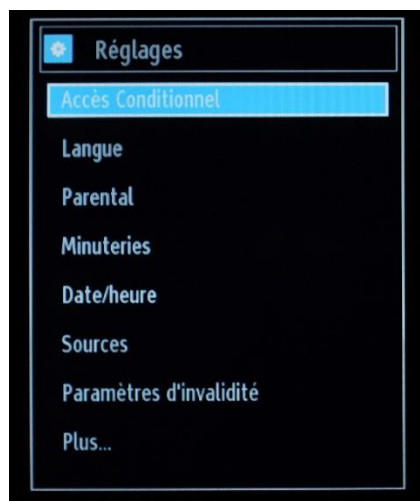 Réglages
Accès Conditionnel
Langue
Parental
Minuteries
Date/heure
Sources
Paramètres d'invalidité
Plus...